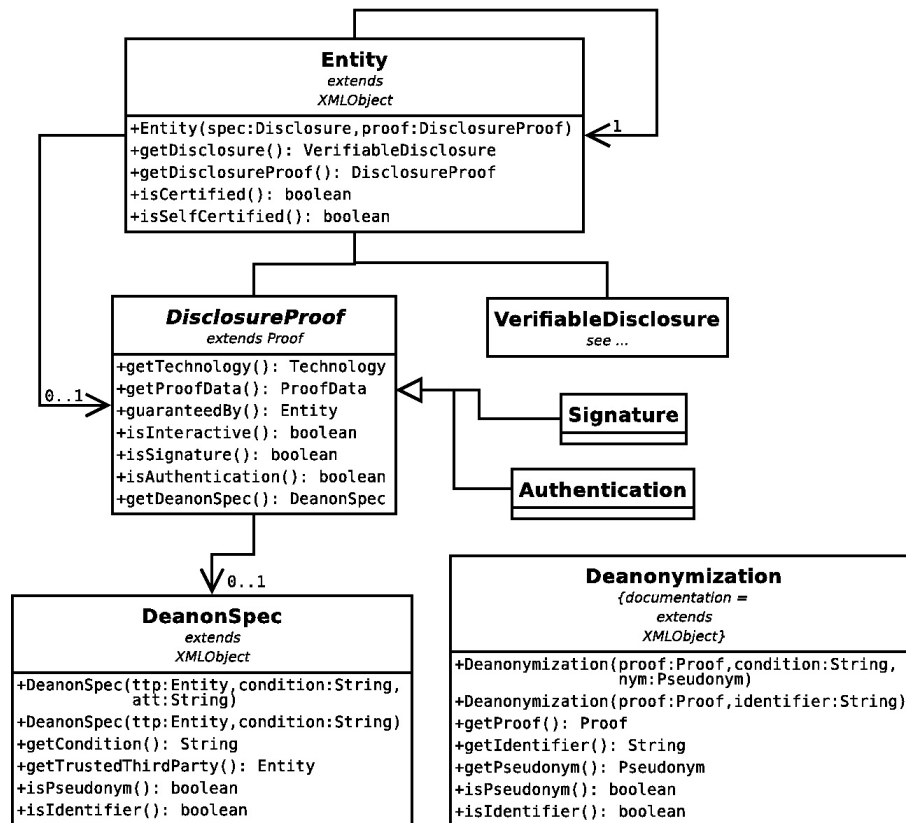 Entity
extends
XMLObject
+Entity(spec:Disclosure,proof:DisclosureProof)
+getDisclosure(): VerifiableDisclosure
+getDisclosureProof(): DisclosureProof
+isCertified(): boolean
+isSelfCertified(): boolean
1
DisclosureProof
extends Proof
+getTechnology(): Technology
+getProofData(): ProofData
+guaranteedBy(): Entity
+isInteractive(): boolean
+isSignature(): boolean
+isAuthentication(): boolean
+getDeanonSpec(): DeanonSpec
0..1
VerifiableDisclosure
see ...
Signature
Authentication
0..1
DeanonSpec
extends
XMLObject
+DeanonSpec(ttp:Entity,condition:String,
att:String)
+DeanonSpec(ttp:Entity,condition:String)
+getCondition(): String
+getTrustedThirdParty(): Entity
+isPseudonym(): boolean
+isIdentifier(): boolean
Deanonymization
{documentation =
extends
XMLObject}
+Deanonymization(proof:Proof,condition:String,
nym:Pseudonym)
+Deanonymization(proof:Proof,identifier:String)
+getProof(): Proof
+getIdentifier(): String
+getPseudonym(): Pseudonym
+isPseudonym(): boolean
+isIdentifier(): boolean